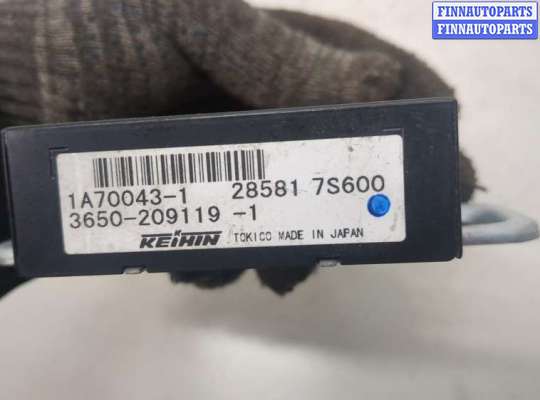 FINNAUTOPARTS
FINNAUTOPARTS
1A70043-1 28581 7S600
3650-209119 -1
KEIHIN TOKICO MADE IN JAPAN